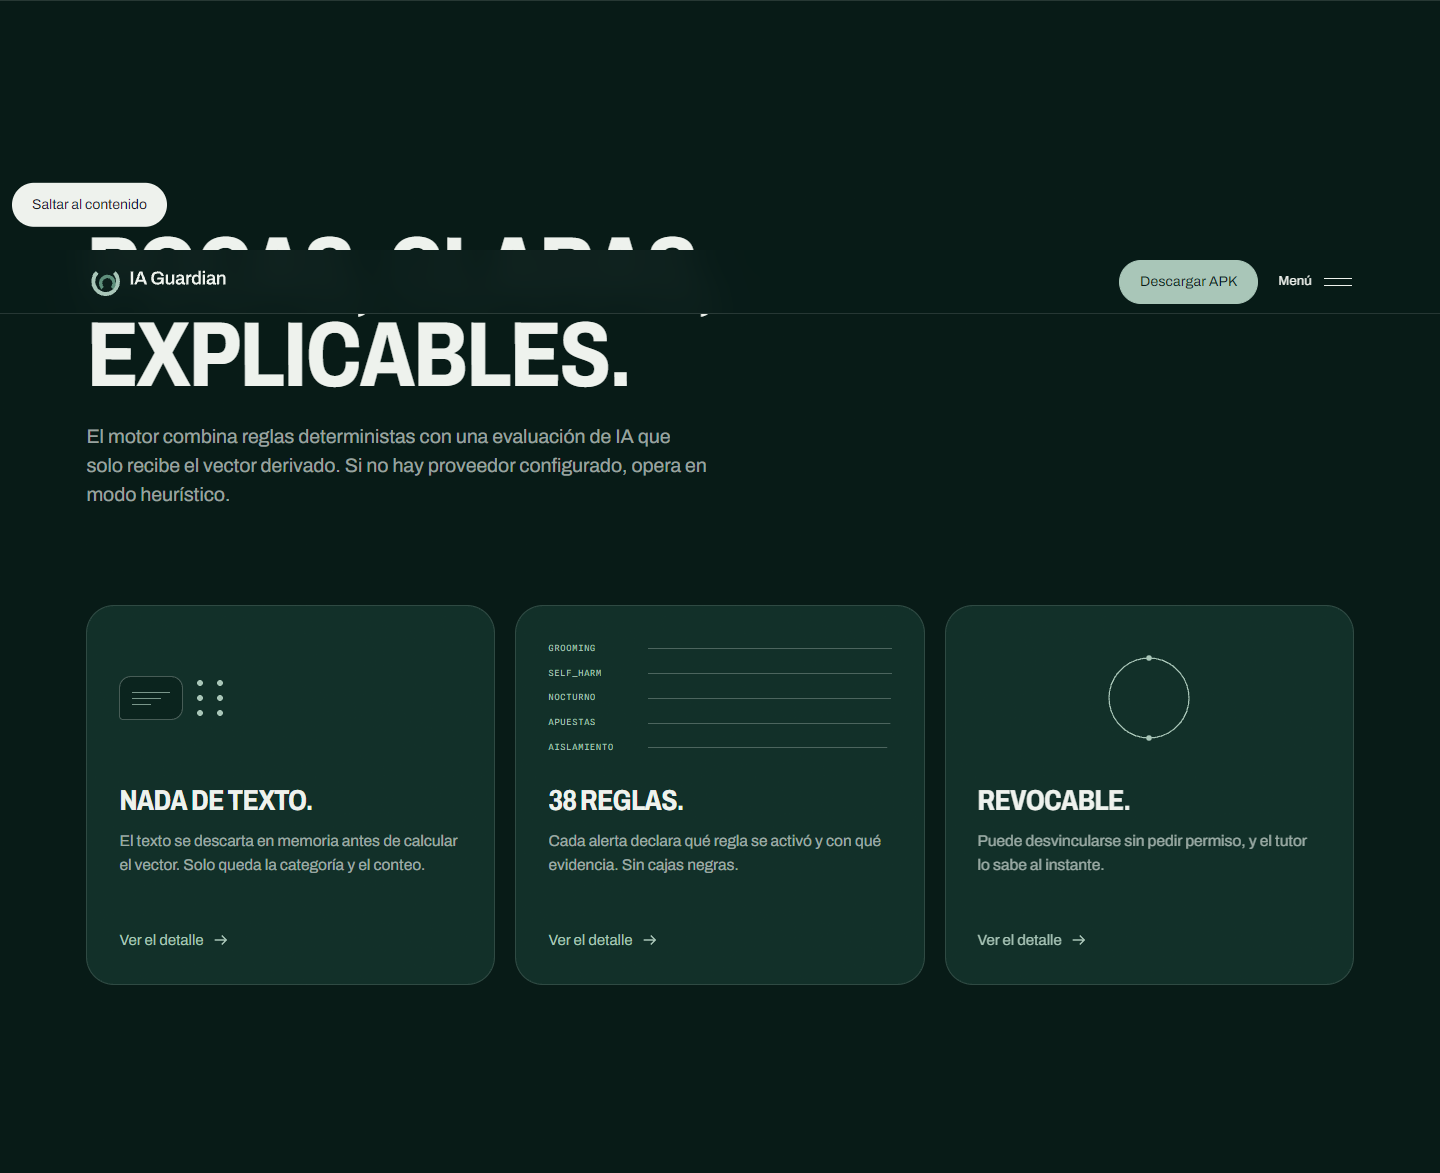 Saltar al contenido
IA Guardian
Descargar APK
Menú
EXPLICABLES.
El motor combina reglas deterministas con una evaluación de IA que
solo recibe el vector derivado. Si no hay proveedor configurado, opera en
modo heurístico.
NADA DE TEXTO.
El texto se descarta en memoria antes de calcular
el vector. Solo queda la categoría y el conteo.
Ver el detalle
GROOMING
SELF_HARM
NOCTURNO
APUESTAS
AISLAMIENTO
38 REGLAS.
Cada alerta declara qué regla se activó y con qué
evidencia. Sin cajas negras.
Ver el detalle
REVOCABLE.
Puede desvincularse sin pedir permiso, y el tutor
lo sabe al instante.
Ver el detalle